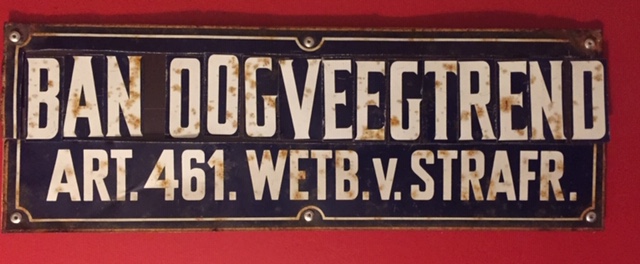 BAN OOGVEEGTREND
ART. 461. WETB. v. STRAFR.